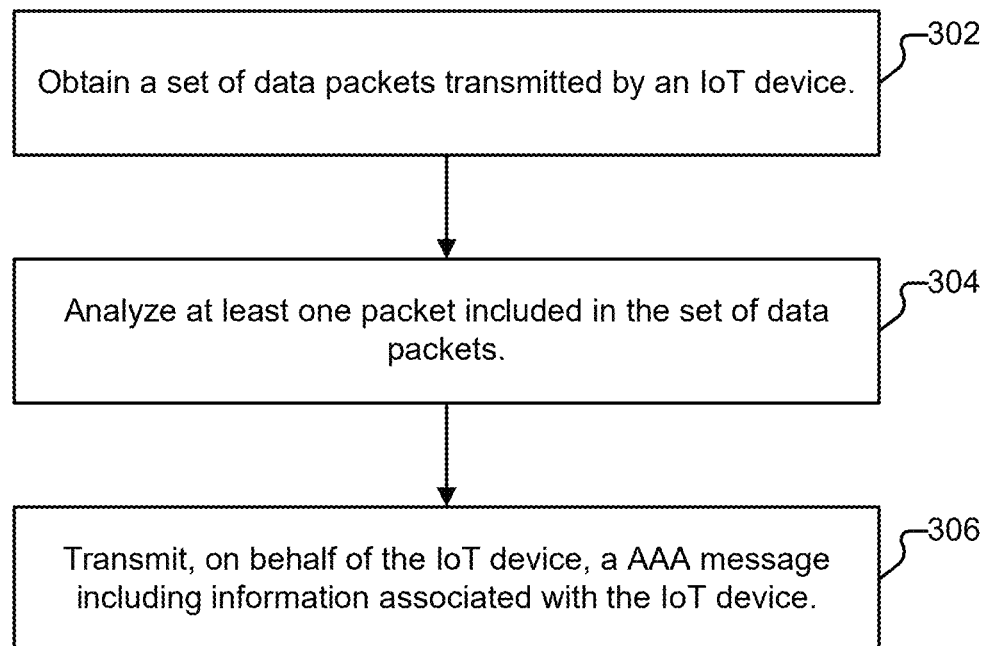 302
Obtain a set of data packets transmitted by an IoT device.
304
Analyze at least one packet included in the set of data
packets.
306
Transmit, on behalf of the IoT device, a AAA message
including information associated with the IoT device.